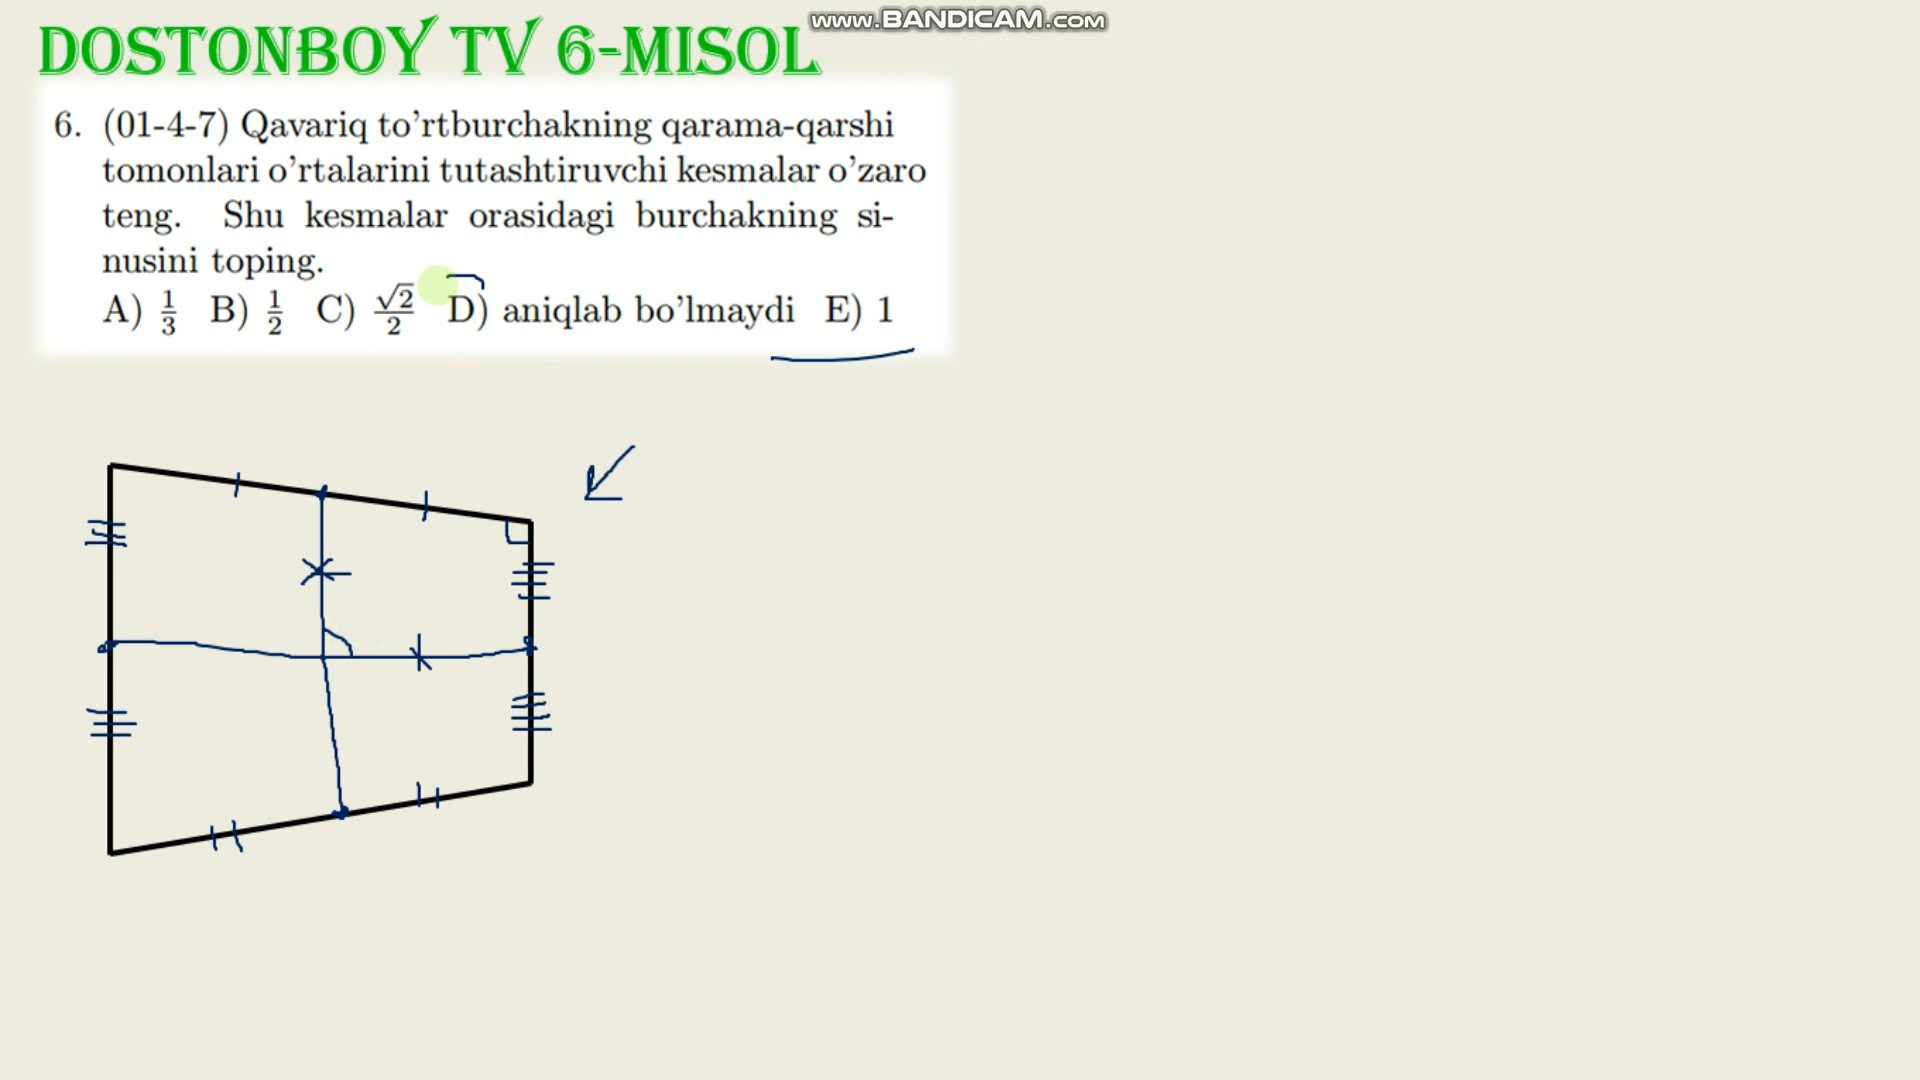 www.BANDICAM.com
DOSTONBOY TV 6-MISOL
6. (01-4-7) Qavariq to’rtburchakning qarama-qarshi
tomonlari o’rtalarini tutashtiruvchi kesmalar o’zaro
teng. Shu kesmalar orasidagi burchakning si-
nusini toping.
A) 1/3 B) 1/2 C) √2/2 D) aniqlab bo’lmaydi E) 1